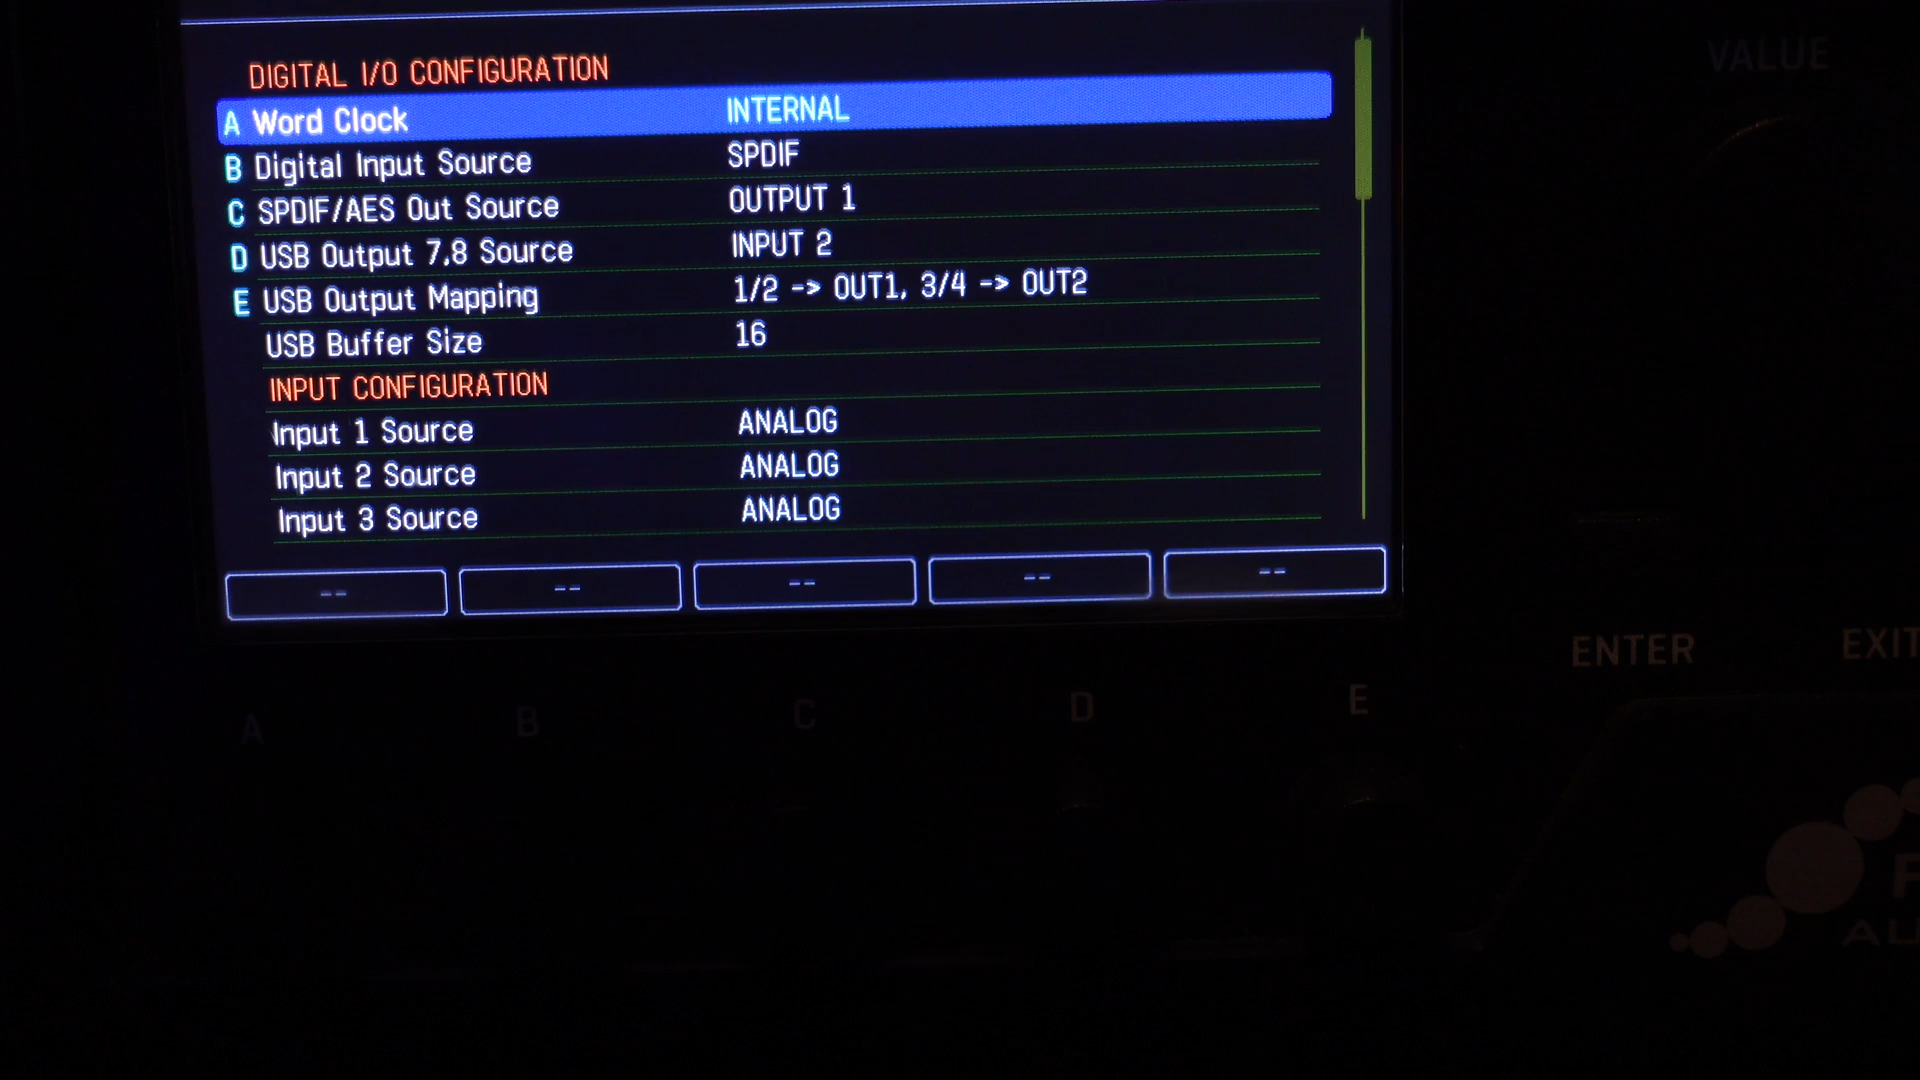 VALUE
DIGITAL I/O CONFIGURATION
A Word Clock INTERNAL
B Digital Input Source SPDIF
C SPDIF/AES Out Source OUTPUT 1
D USB Output 7,8 Source INPUT 2
E USB Output Mapping 1/2 -> OUT1, 3/4 -> OUT2
USB Buffer Size 16
INPUT CONFIGURATION
Input 1 Source ANALOG
Input 2 Source ANALOG
Input 3 Source ANALOG
-- -- -- -- --
ENTER EXIT
A B C D E